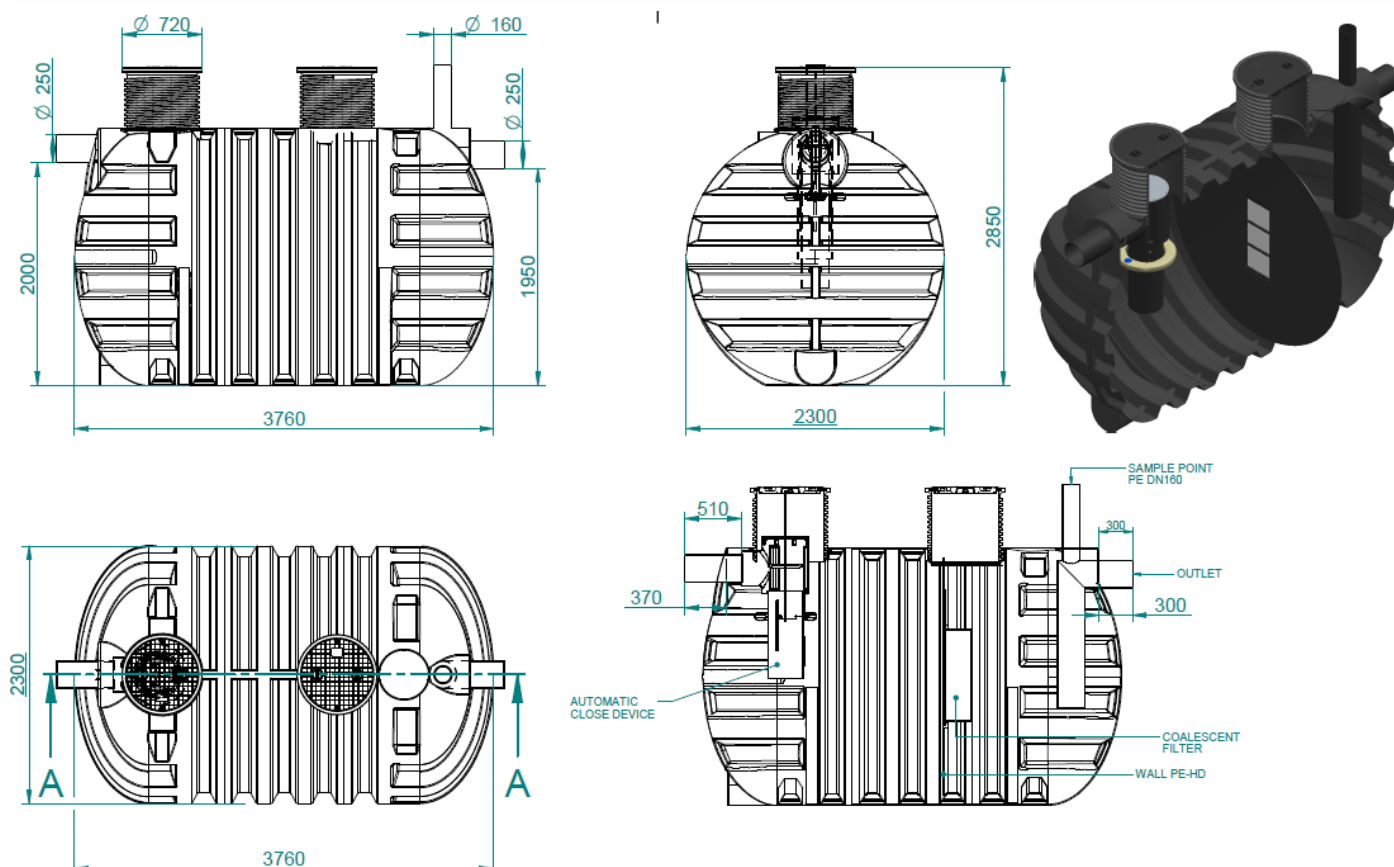 Ø 720
Ø 160
Ø 250
Ø 250
2000
1950
3760
2850
2300
2300
A
A
3760
510
370
300
300
SAMPLE POINT
PE DN160
OUTLET
AUTOMATIC
CLOSE DEVICE
COALESCENT
FILTER
WALL PE-HD